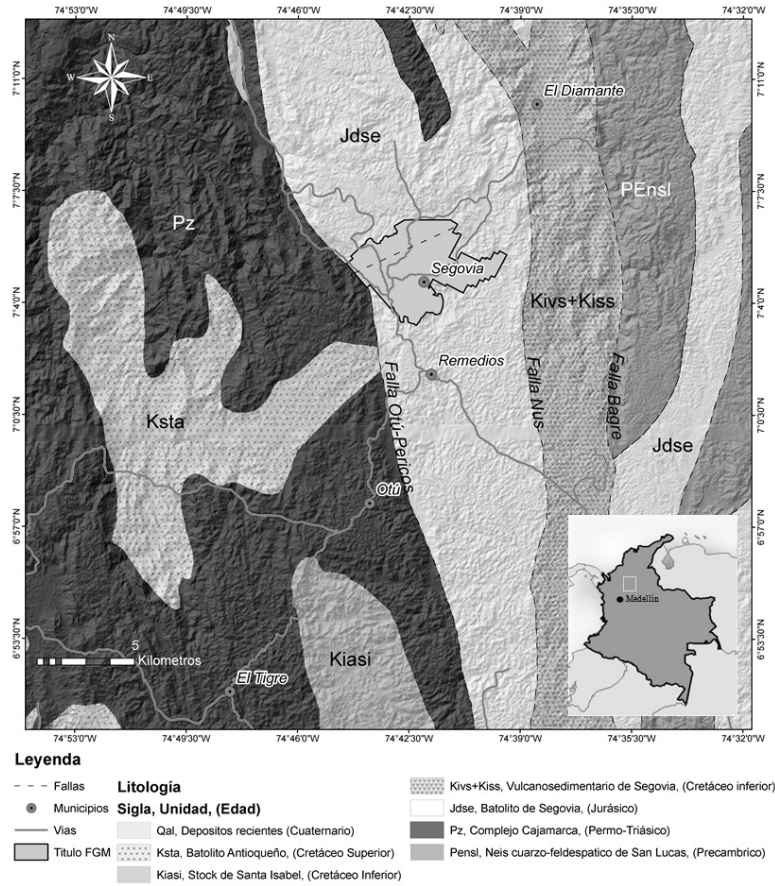 74°53'0"W 74°49'30"W 74°46'0"W 74°42'30"W 74°39'0"W 74°35'30"W 74°32'0"W
N
W E
S
7°11'0"N 7°11'0"N
El Diamante
Jdse
7°7'30"N 7°7'30"N
PEnsl
Pz
Segovia
7°4'0"N 7°4'0"N
Kivs+Kiss
Remedios
Falla Otú-Pericos
Falla Nus
Falla Bagre
7°0'30"N 7°0'30"N
Ksta
Jdse
Otú
6°57'0"N 6°57'0"N
Medellín
6°53'30"N 6°53'30"N
5
Kilometros
Kiasi
El Tigre
74°53'0"W 74°49'30"W 74°46'0"W 74°42'30"W 74°39'0"W 74°35'30"W 74°32'0"W
Leyenda
Fallas
Municipios
Vias
Titulo FGM
Litología
Sigla, Unidad, (Edad)
Qal, Depositos recientes (Cuaternario)
Ksta, Batolito Antioqueño, (Cretáceo Superior)
Kiasi, Stock de Santa Isabel, (Cretáceo Inferior)
Kivs+Kiss, Vulcanosedimentario de Segovia, (Cretáceo inferior)
Jdse, Batolito de Segovia, (Jurásico)
Pz, Complejo Cajamarca, (Permo-Triásico)
Pensl, Neis cuarzo-feldespatico de San Lucas, (Precambrico)